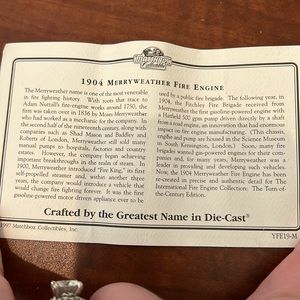 1904 MERRYWEATHER FIRE ENGINE
The Merryweather name is one of the most venerable
in fire fighting history. With roots that trace to
Adam Nuttall's fire-engine works around 1750, the
firm was taken over in 1836 by Moses Merryweather
who had worked as a mechanic for the company. In
the second half of the nineteenth century, along with
companies such as Shand Mason and Baddley and
Roberts of London, Merryweather still sold many
manual pumps to big hospitals, factories and country
estates. However, the company began achieving
important breakthroughs in the realm of steam. In
1900, Merryweather introduced "Fire King," its first
self-propelled steamer and, within another three
years, the company would introduce a vehicle that
would change fire fighting forever. It was the first
gasoline-powered motor driven appliance ever to be
used by a public fire brigade. The following year, in
1904, the Finchley Fire Brigade received from
Merryweather the first gasoline-powered engine with
a Hatfield 500 gpm pump driven directly by a shaft
from a road engine, an innovation that had enormous
impact on fire engine manufacturing. (This chassis,
engine and pump are housed in the Science Museum
in South Kensington, London.) Soon, many fire
brigades wanted gas-powered engines for their com-
panies and, for many years, Merryweather was a
leader in providing and developing such vehicles.
Now, the 1904 Merryweather Fire Engine has been
re-created in precise and authentic detail for The
International Fire Engine Collection: The Turn-of-
the-Century Edition.
Crafted by the Greatest Name in Die-Cast®
1997 Matchbox Collectibles, Inc.
YFE19-M